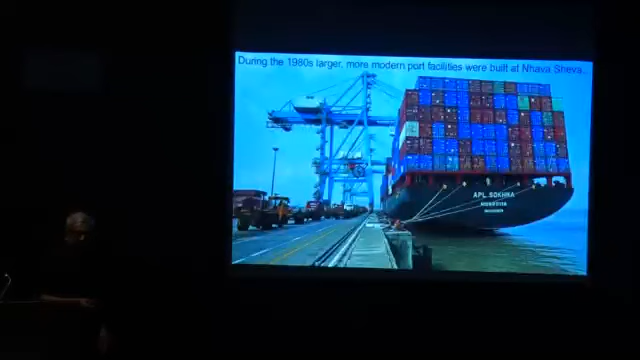 During the 1980s larger, more modern port facilities were built at Nhava Sheva.
APL SOKHNA